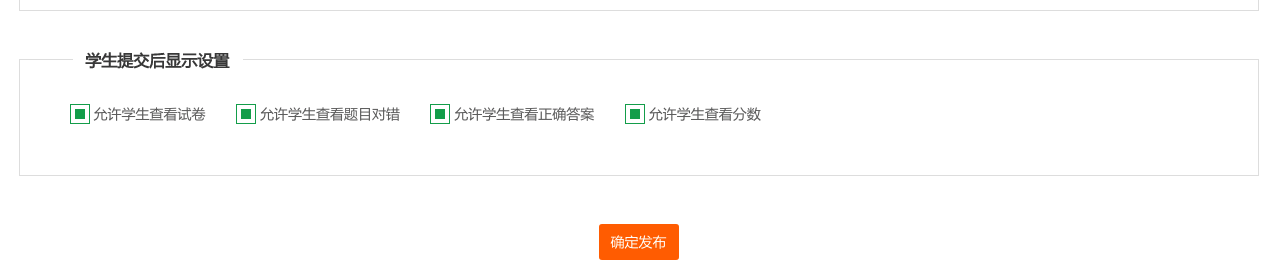 学生提交后显示设置
允许学生查看试卷 允许学生查看题目对错 允许学生查看正确答案 允许学生查看分数
确定发布